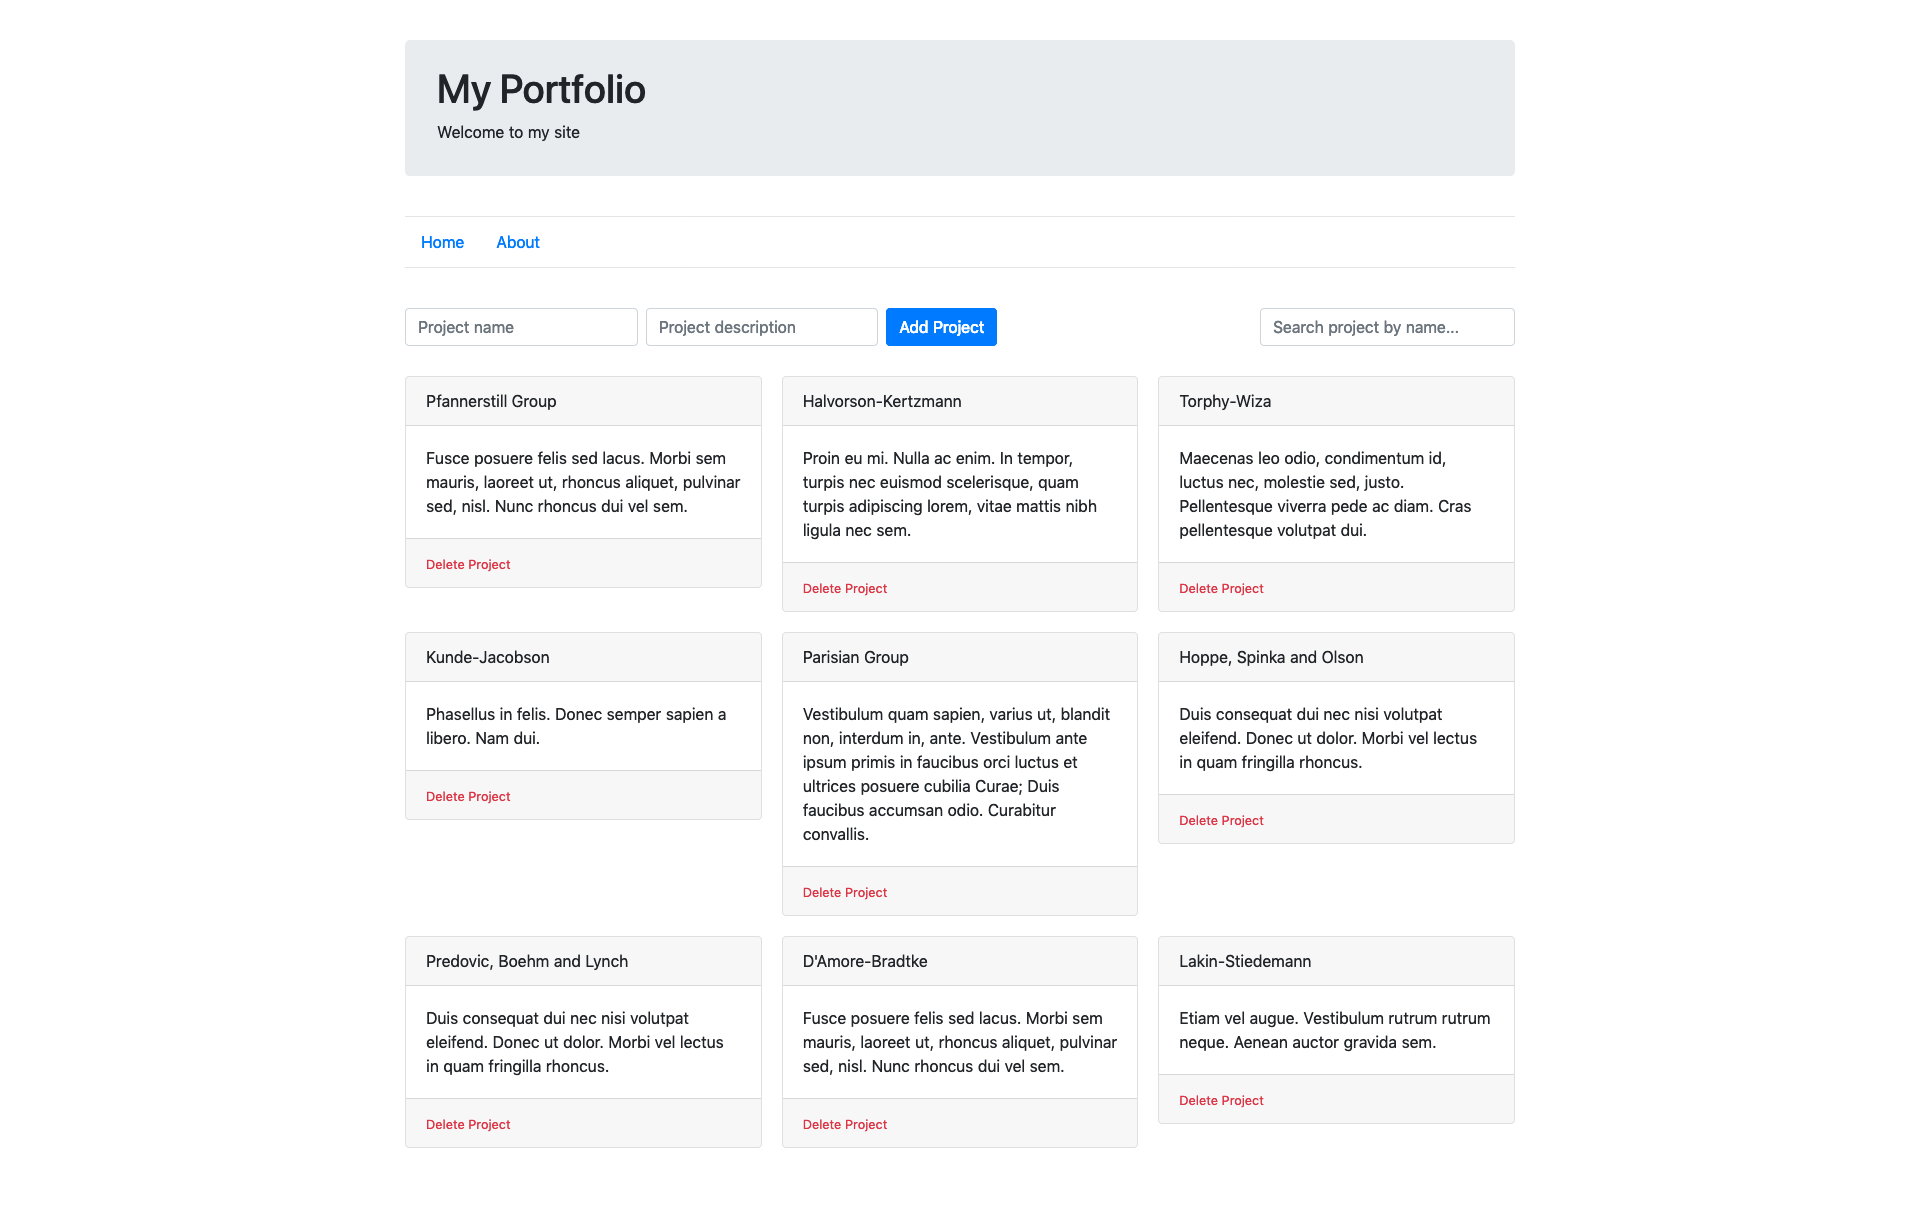 My Portfolio
Welcome to my site
Home
About
Project name
Project description
Add Project
Search project by name...
Pfannerstill Group
Fusce posuere felis sed lacus. Morbi sem
mauris, laoreet ut, rhoncus aliquet, pulvinar
sed, nisl. Nunc rhoncus dui vel sem.
Delete Project
Halvorson-Kertzmann
Proin eu mi. Nulla ac enim. In tempor,
turpis nec euismod scelerisque, quam
turpis adipiscing lorem, vitae mattis nibh
ligula nec sem.
Delete Project
Torphy-Wiza
Maecenas leo odio, condimentum id,
luctus nec, molestie sed, justo.
Pellentesque viverra pede ac diam. Cras
pellentesque volutpat dui.
Delete Project
Kunde-Jacobson
Phasellus in felis. Donec semper sapien a
libero. Nam dui.
Delete Project
Parisian Group
Vestibulum quam sapien, varius ut, blandit
non, interdum in, ante. Vestibulum ante
ipsum primis in faucibus orci luctus et
ultrices posuere cubilia Curae; Duis
faucibus accumsan odio. Curabitur
convallis.
Delete Project
Hoppe, Spinka and Olson
Duis consequat dui nec nisi volutpat
eleifend. Donec ut dolor. Morbi vel lectus
in quam fringilla rhoncus.
Delete Project
Predovic, Boehm and Lynch
Duis consequat dui nec nisi volutpat
eleifend. Donec ut dolor. Morbi vel lectus
in quam fringilla rhoncus.
Delete Project
D'Amore-Bradtke
Fusce posuere felis sed lacus. Morbi sem
mauris, laoreet ut, rhoncus aliquet, pulvinar
sed, nisl. Nunc rhoncus dui vel sem.
Delete Project
Lakin-Stiedemann
Etiam vel augue. Vestibulum rutrum rutrum
neque. Aenean auctor gravida sem.
Delete Project